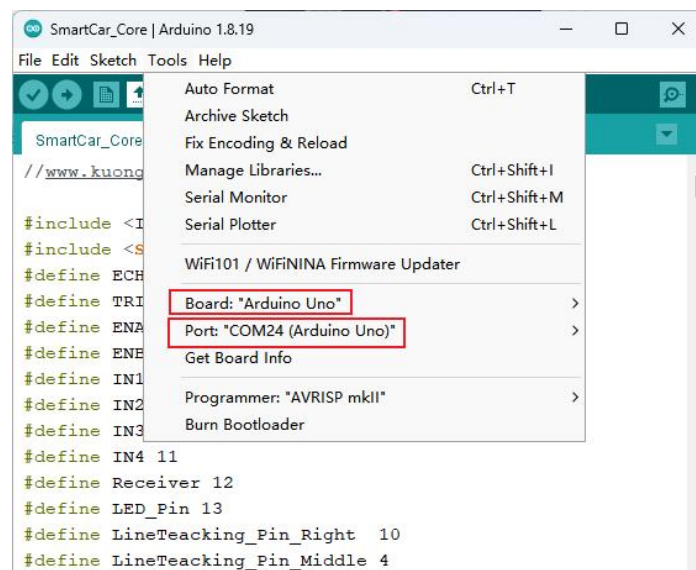 SmartCar_Core | Arduino 1.8.19
File Edit Sketch Tools Help
SmartCar_Core
Auto Format Ctrl+T
Archive Sketch
Fix Encoding & Reload
Manage Libraries... Ctrl+Shift+I
Serial Monitor Ctrl+Shift+M
Serial Plotter Ctrl+Shift+L
WiFi101 / WiFiNINA Firmware Updater
Board: "Arduino Uno"
Port: "COM24 (Arduino Uno)"
Get Board Info
Programmer: "AVRISP mkII"
Burn Bootloader
//www.kuong
#include <I
#include <S
#define ECH
#define TRI
#define ENA
#define ENB
#define IN1
#define IN2
#define IN3
#define IN4 11
#define Receiver 12
#define LED_Pin 13
#define LineTeacking_Pin_Right 10
#define LineTeacking_Pin_Middle 4